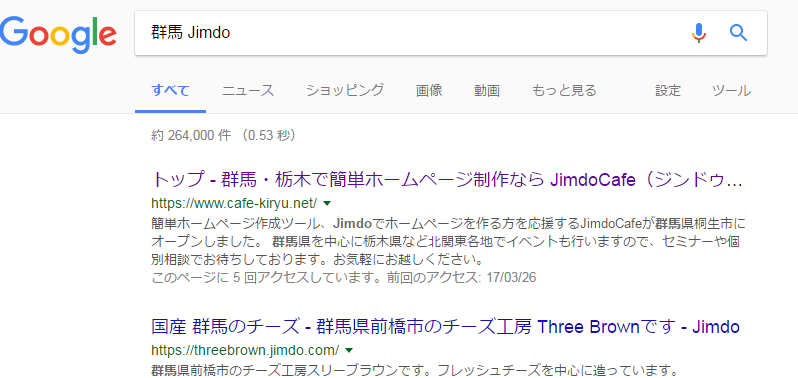 Google
群馬 Jimdo
すべて ニュース ショッピング 画像 動画 もっと見る 設定 ツール
約 264,000 件 (0.53 秒)
トップ - 群馬・栃木で簡単ホームページ制作なら JimdoCafe（ジンドゥ...
https://www.cafe-kiryu.net/
簡単ホームページ作成ツール、Jimdoでホームページを作る方を応援するJimdoCafeが群馬県桐生市に
オープンしました。 群馬県を中心に栃木県など北関東各地でイベントも行いますので、セミナーや個
別相談でお待ちしております。お気軽にお越しください。
このページに 5 回アクセスしています。前回のアクセス: 17/03/26
国産 群馬のチーズ - 群馬県前橋市のチーズ工房 Three Brownです - Jimdo
https://threebrown.jimdo.com/
群馬県前橋市のチーズ工房スリーブラウンです。フレッシュチーズを中心に造っています。